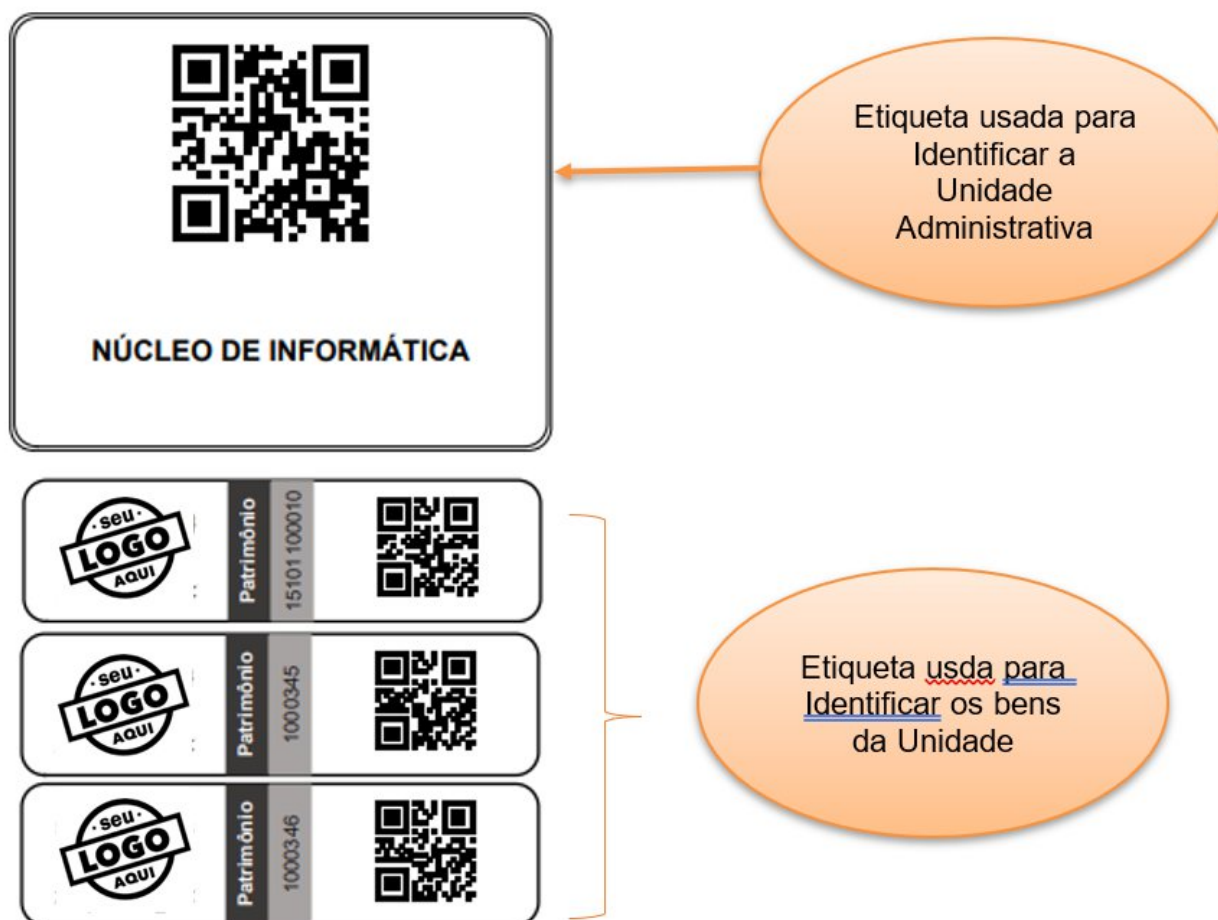 Etiqueta usada para
Identificar a
Unidade
Administrativa
NÚCLEO DE INFORMÁTICA
seu
LOGO
AQUI
Patrimônio
15101100010
seu
LOGO
AQUI
Patrimônio
1000345
seu
LOGO
AQUI
Patrimônio
1000346
Etiqueta usda para
Identificar os bens
da Unidade